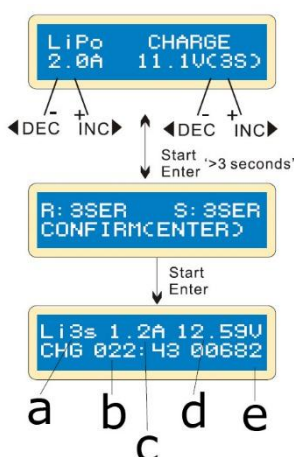 LiPo CHARGE
2.0A 11.1V(3S)
- + - +
◀DEC INC▶ ◀DEC INC▶
Start
Enter '>3 seconds'
R: 3SER S: 3SER
CONFIRM(ENTER)
Start
Enter
Li3s 1.2A 12.59V
CHG 022:43 00682
a b c d e